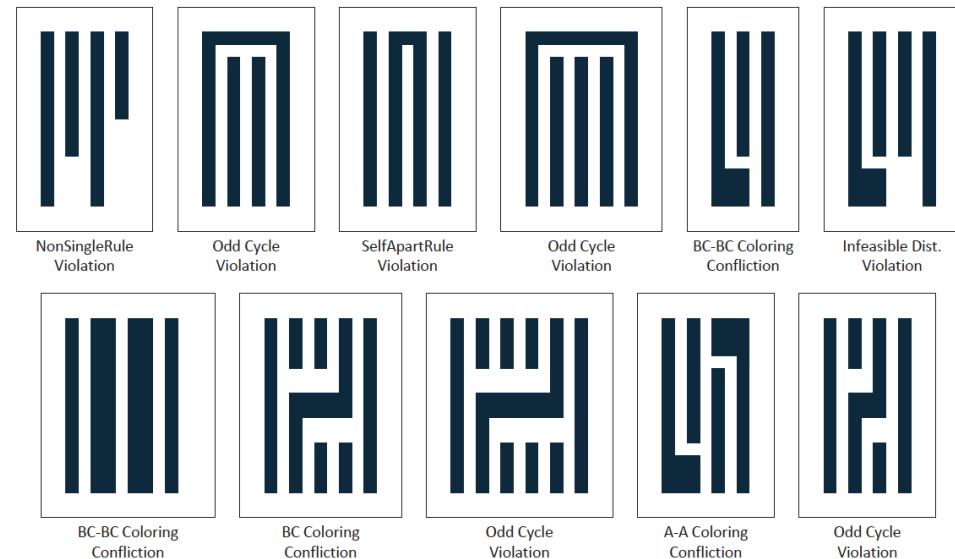 NonSingleRule
Violation
Odd Cycle
Violation
SelfApartRule
Violation
Odd Cycle
Violation
BC-BC Coloring
Confliction
Infeasible Dist.
Violation
BC-BC Coloring
Confliction
BC Coloring
Confliction
Odd Cycle
Violation
A-A Coloring
Confliction
Odd Cycle
Violation